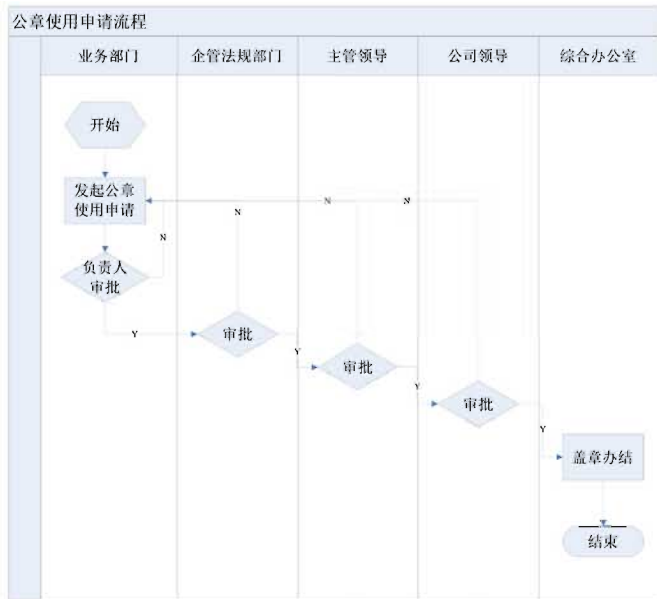 公章使用申请流程
业务部门
企管法规部门
主管领导
公司领导
综合办公室
开始
发起公章
使用申请
N
N
N
N
负责人
审批
Y
审批
Y
审批
Y
审批
Y
盖章办结
结束